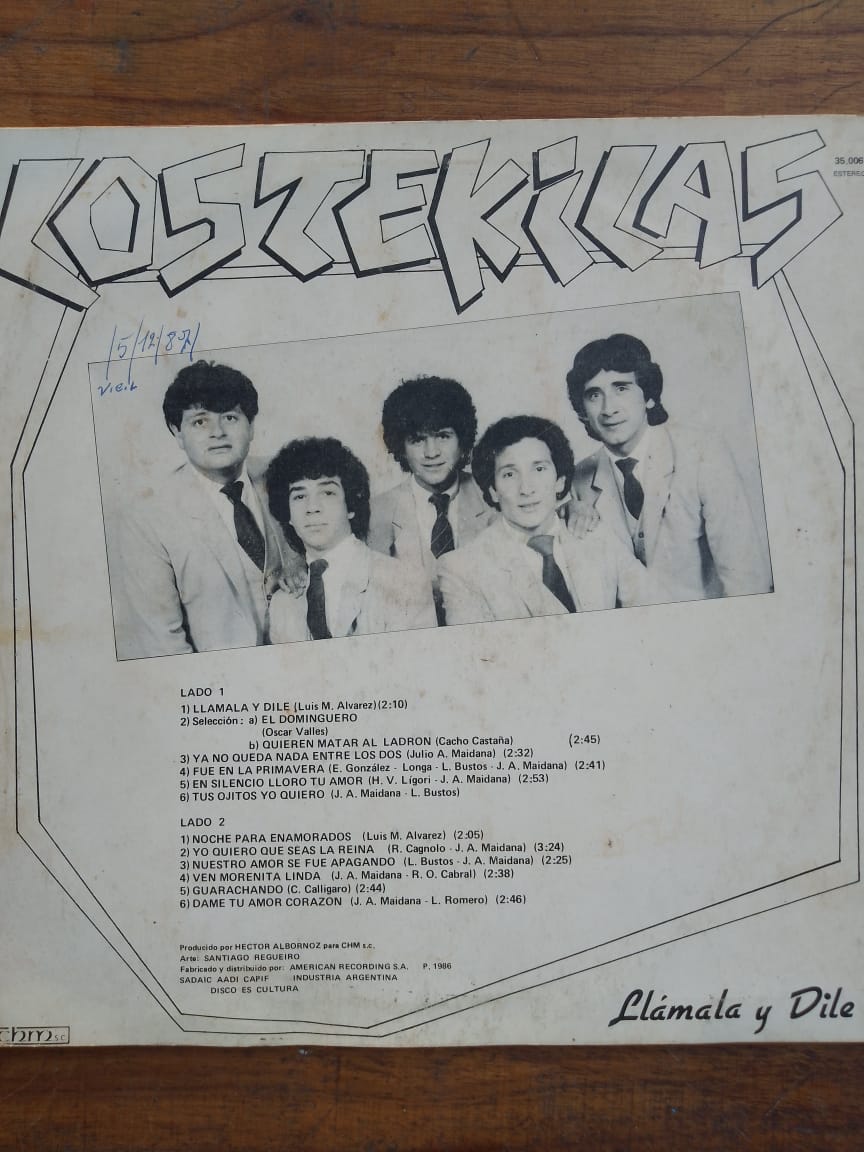 LOS TEKILAS
35.006
ESTEREO
15/12/87
LADO 1
1) LLAMALA Y DILE (Luis M. Alvarez)(2:10)
2) Selección: a) EL DOMINGUERO
(Oscar Valles)
b) QUIEREN MATAR AL LADRON (Cacho Castaña) (2:45)
3) YA NO QUEDA NADA ENTRE LOS DOS (Julio A. Maidana) (2:32)
4) FUE EN LA PRIMAVERA (E. González - Longa - L. Bustos - J. A. Maidana) (2:41)
5) EN SILENCIO LLORO TU AMOR (H. V. Lígori - J. A. Maidana) (2:53)
6) TUS OJITOS YO QUIERO (J. A. Maidana - L. Bustos)
LADO 2
1) NOCHE PARA ENAMORADOS (Luis M. Alvarez) (2:05)
2) YO QUIERO QUE SEAS LA REINA (R. Cagnolo - J. A. Maidana) (3:24)
3) NUESTRO AMOR SE FUE APAGANDO (L. Bustos - J. A. Maidana) (2:25)
4) VEN MORENITA LINDA (J. A. Maidana - R. O. Cabral) (2:38)
5) GUARACHANDO (C. Calligaro) (2:44)
6) DAME TU AMOR CORAZON (J. A. Maidana - L. Romero) (2:46)
Producido por HECTOR ALBORNOZ para CHM s.c.
Arte: SANTIAGO REGUEIRO
Fabricado y distribuido por: AMERICAN RECORDING S.A. P. 1986
SADAIC AADI CAPIF INDUSTRIA ARGENTINA
DISCO ES CULTURA
Llámala y Dile
chm s c